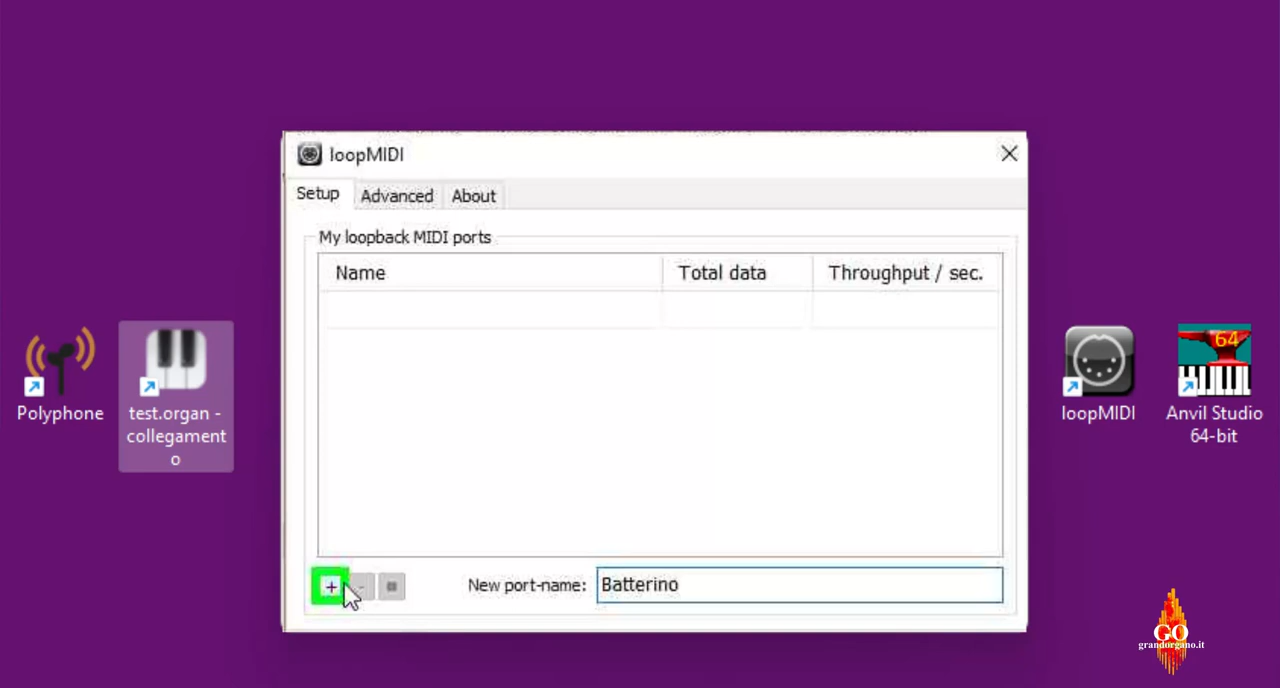 loopMIDI
Setup
Advanced
About
My loopback MIDI ports
Name
Total data
Throughput / sec.
Polyphone
test.organ -
collegament
o
loopMIDI
64
Anvil Studio
64-bit
+
-
New port-name:
Batterino
GO
grandorgano.it